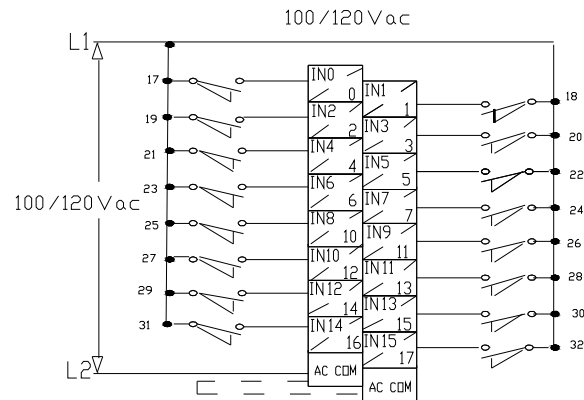 100/120Vac
L1
17 IN0 0 IN1 1 18
19 IN2 2 IN3 3 20
21 IN4 4 IN5 5 22
23 IN6 6 IN7 7 24
100/120Vac
25 IN8 10 IN9 11 26
27 IN10 12 IN11 13 28
29 IN12 14 IN13 15 30
31 IN14 16 IN15 17 32
L2 AC COM AC COM